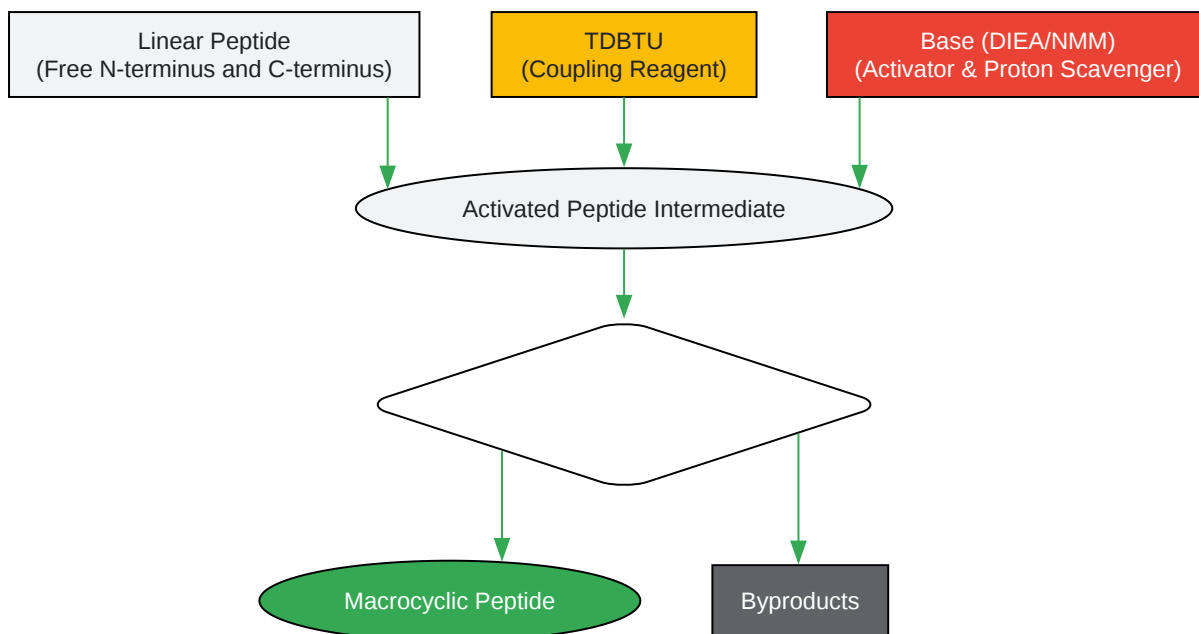 Linear Peptide
(Free N-terminus and C-terminus)
TDBTU
(Coupling Reagent)
Base (DIEA/NMM)
(Activator & Proton Scavenger)
Activated Peptide Intermediate
Macrocyclic Peptide
Byproducts